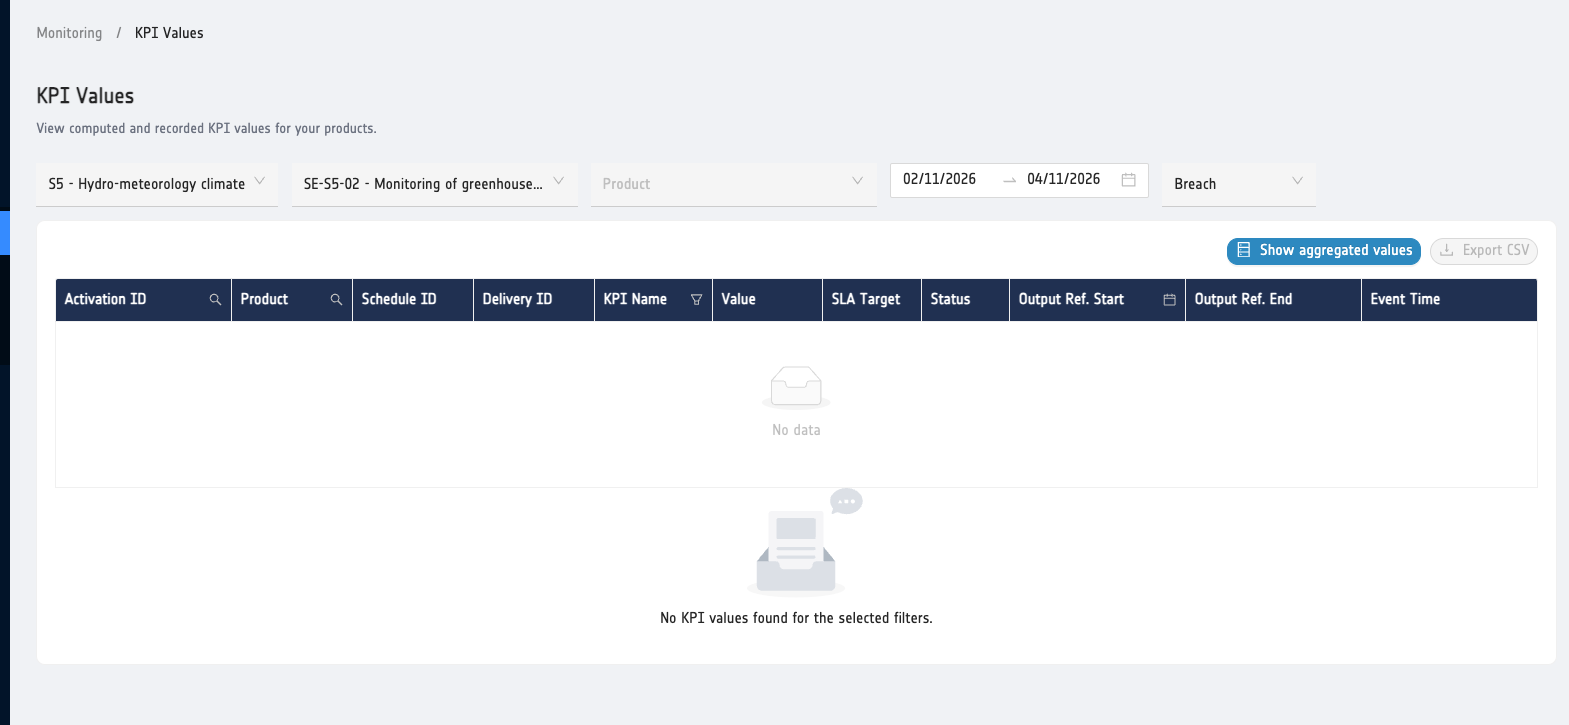 Monitoring / KPI Values
KPI Values
View computed and recorded KPI values for your products.
S5 - Hydro-meteorology climate SE-S5-02 - Monitoring of greenhouse... Product 02/11/2026 → 04/11/2026 Breach
Show aggregated values Export CSV
Activation ID Product Schedule ID Delivery ID KPI Name Value SLA Target Status Output Ref. Start Output Ref. End Event Time
No data
No KPI values found for the selected filters.